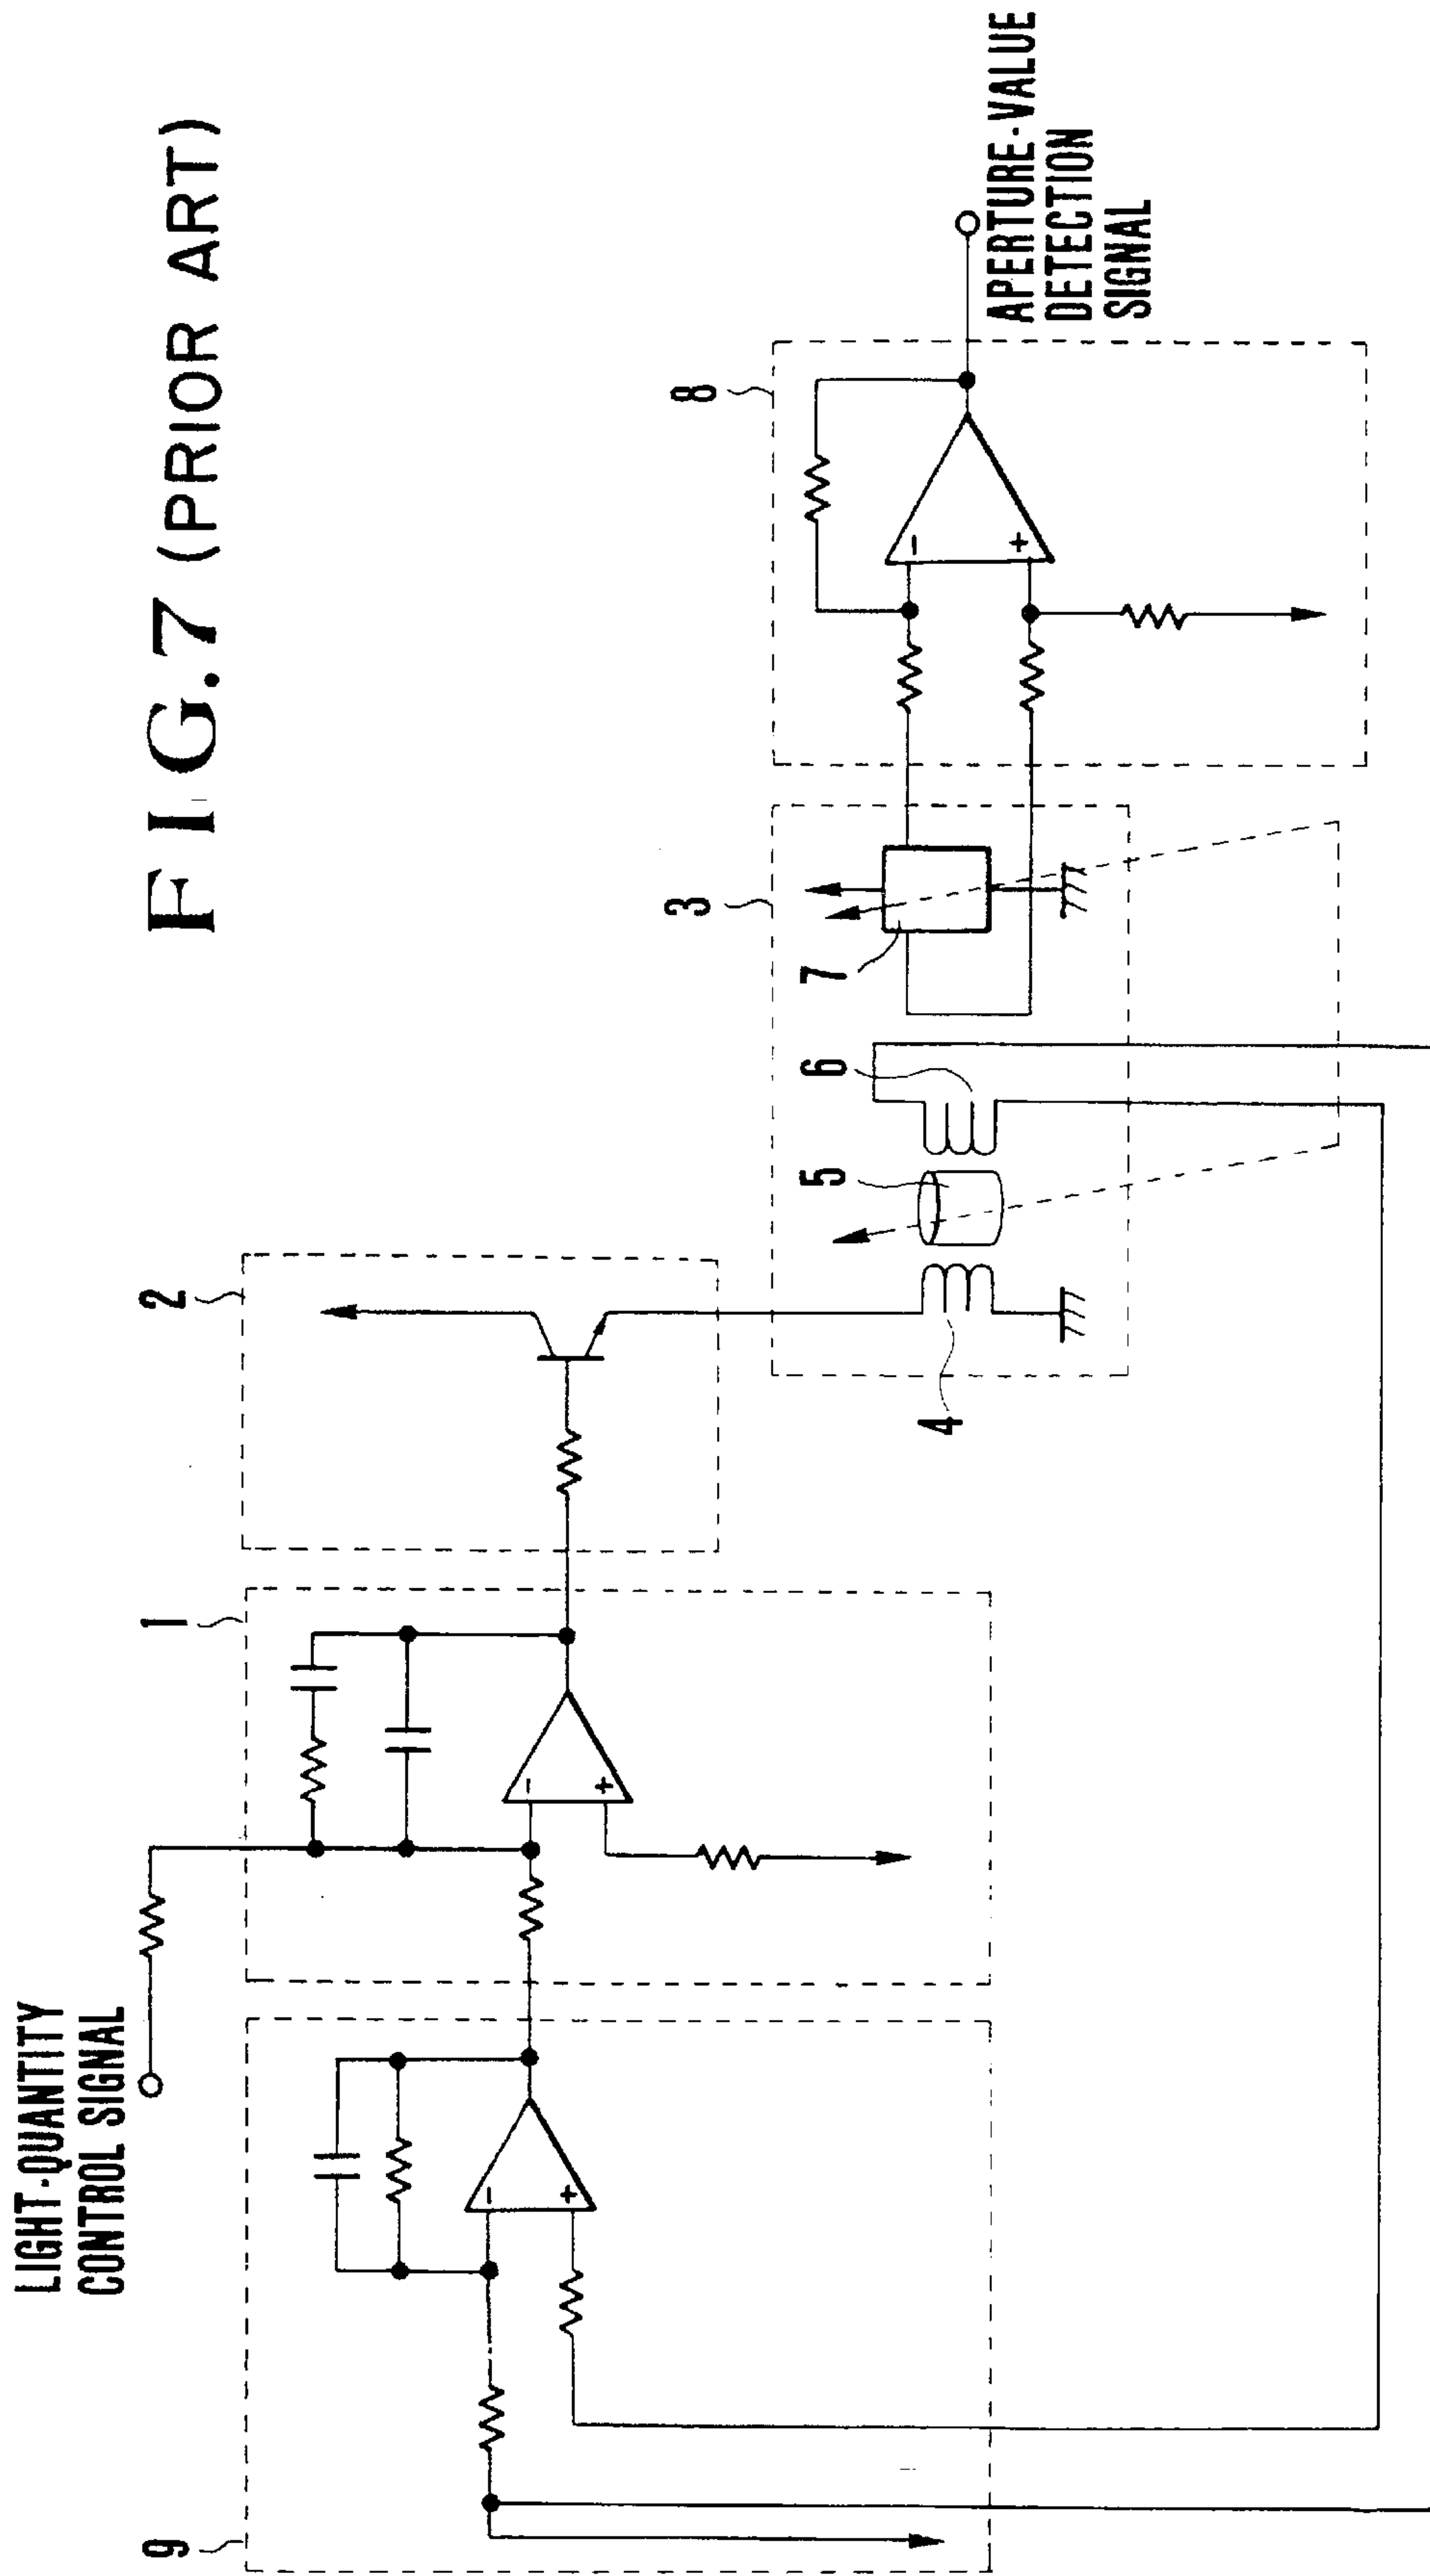 FIG.7 (PRIOR ART)
LIGHT-QUANTITY
CONTROL SIGNAL
9
1
2
3
8
4
5
6
7
-
+
-
+
-
+
APERTURE-VALUE
DETECTION
SIGNAL